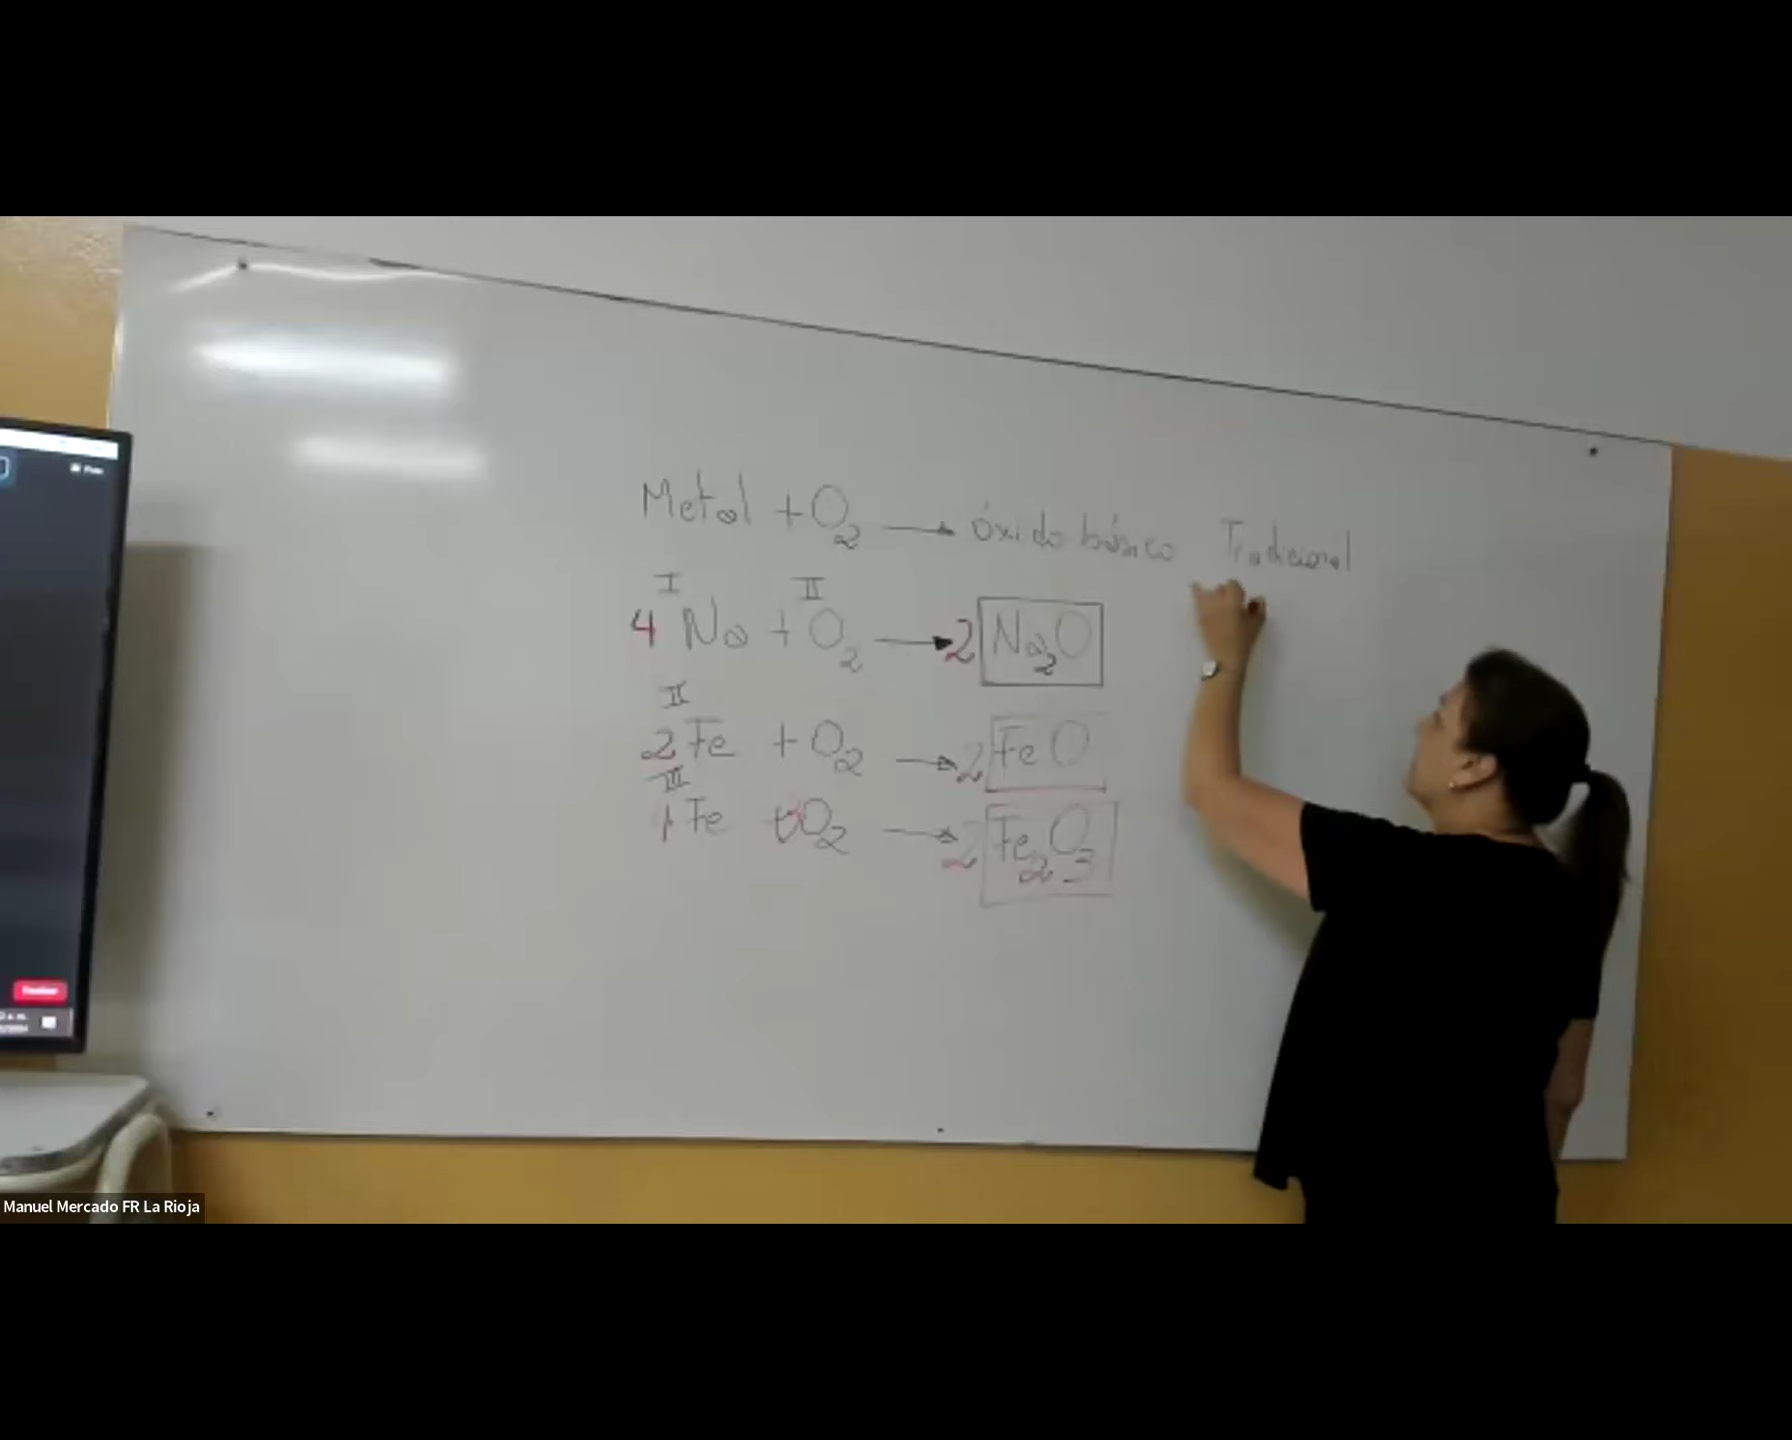 Metal + O2 → óxido básico Tradicional
I II
4 Na + O2 → 2 Na2O
II
2 Fe + O2 → 2 FeO
III
Fe + 3O2 → 2 Fe2O3
Manuel Mercado FR La Rioja